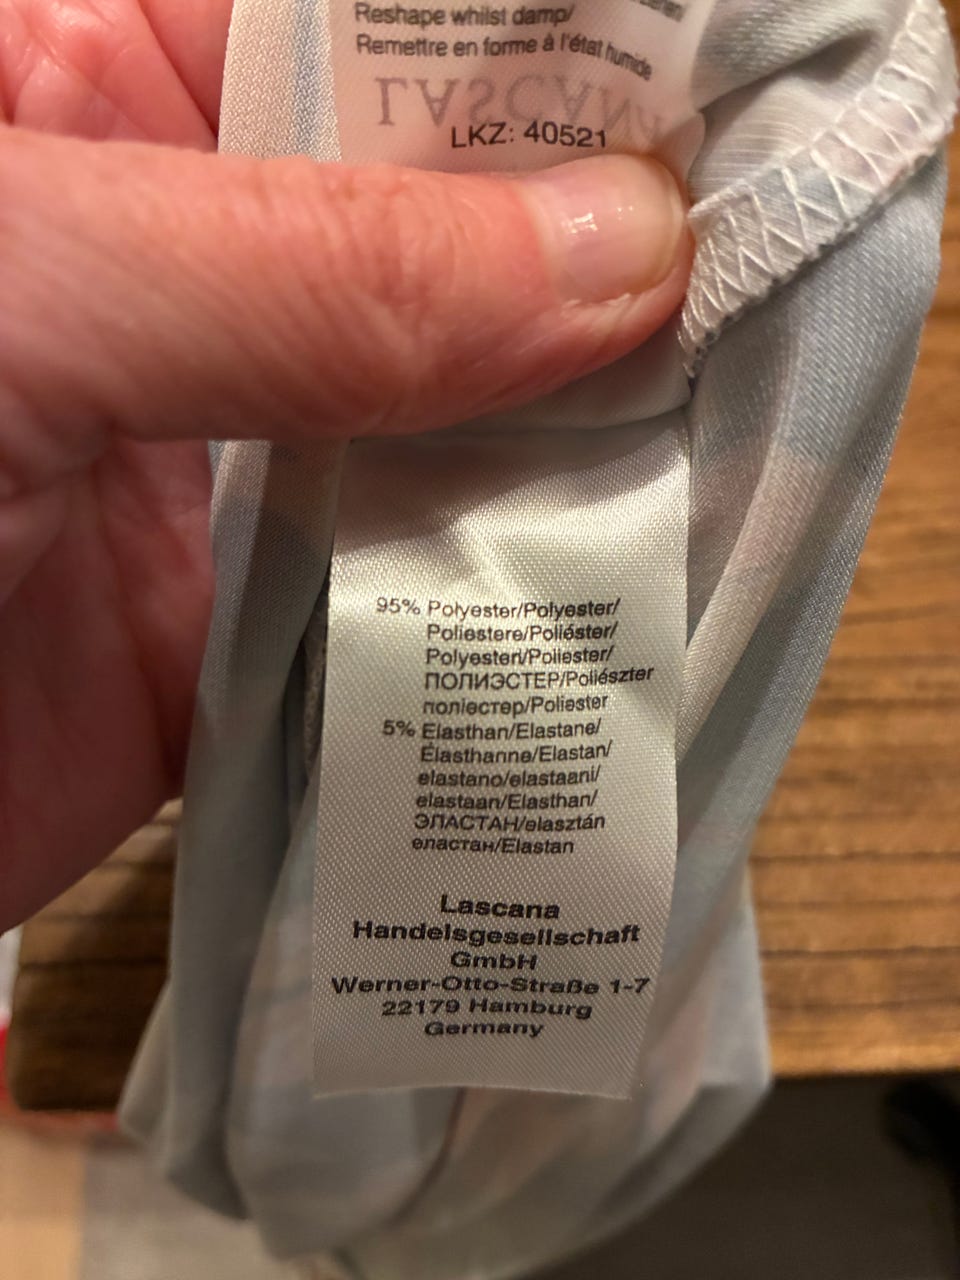 Reshape whilst damp/
Remettre en forme à l'état humide
LASCANA
LKZ: 40521
95% Polyester/Polyester/
Poliestere/Poliéster/
Polyesteri/Poliester/
ПОЛИЭСТЕР/Poliészter
поліестер/Poliester
5% Elasthan/Elastane/
Élasthanne/Elastan/
elastano/elastaani/
elastaan/Elasthan/
ЭЛАСТАН/elasztán
еластан/Elastan
Lascana
Handelsgesellschaft
GmbH
Werner-Otto-Straße 1-7
22179 Hamburg
Germany